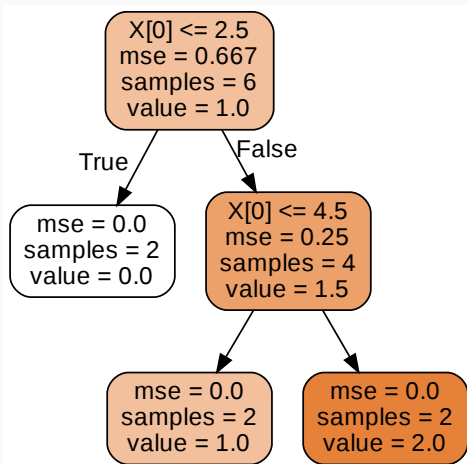 X[0] <= 2.5
mse = 0.667
samples = 6
value = 1.0
True
False
mse = 0.0
samples = 2
value = 0.0
X[0] <= 4.5
mse = 0.25
samples = 4
value = 1.5
mse = 0.0
samples = 2
value = 1.0
mse = 0.0
samples = 2
value = 2.0